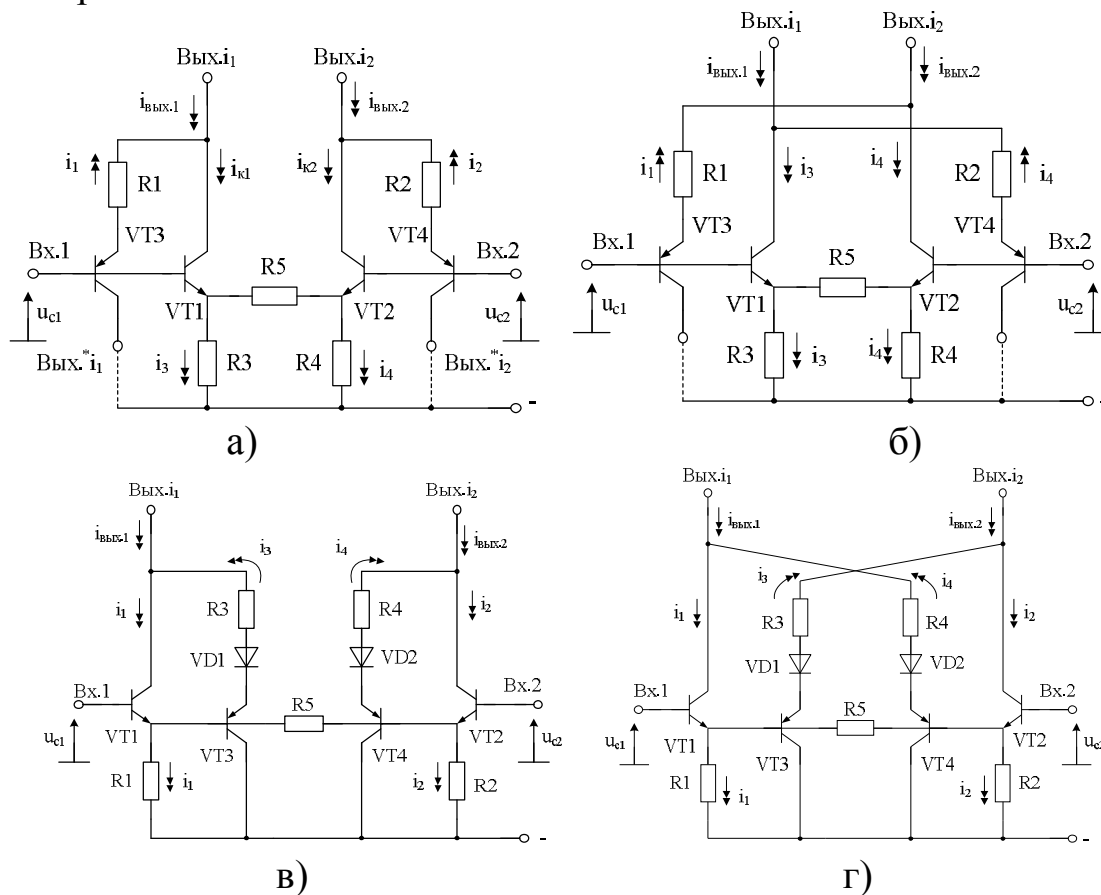 Вых.i1 Вых.i2
iвых.1 iвых.2
i1 R1 iк1 iк2 R2 i2
VT3 VT4
Вх.1 R5 Вх.2
uc1 VT1 VT2 uc2
Вых.*i1 i3 R3 R4 i4 Вых.*i2
-
а)
Вых.i1 Вых.i2
iвых.1 iвых.2
i1 R1 i3 i4 R2 i4
VT3 VT4
Вх.1 R5 Вх.2
uc1 VT1 VT2 uc2
R3 i3 i4 R4
-
б)
Вых.i1 Вых.i2
iвых.1 i3 i4 iвых.2
i1 R3 R4 i2
VD1 VD2
Вх.1 R5 Вх.2
uc1 VT1 VT3 VT4 VT2 uc2
R1 i1 i2 R2
-
в)
Вых.i1 Вых.i2
iвых.1 iвых.2
i3 i4
i1 R3 R4 i2
VD1 VD2
Вх.1 R5 Вх.2
uc1 VT1 VT3 VT4 VT2 uc2
R1 i1 i2 R2
-
г)